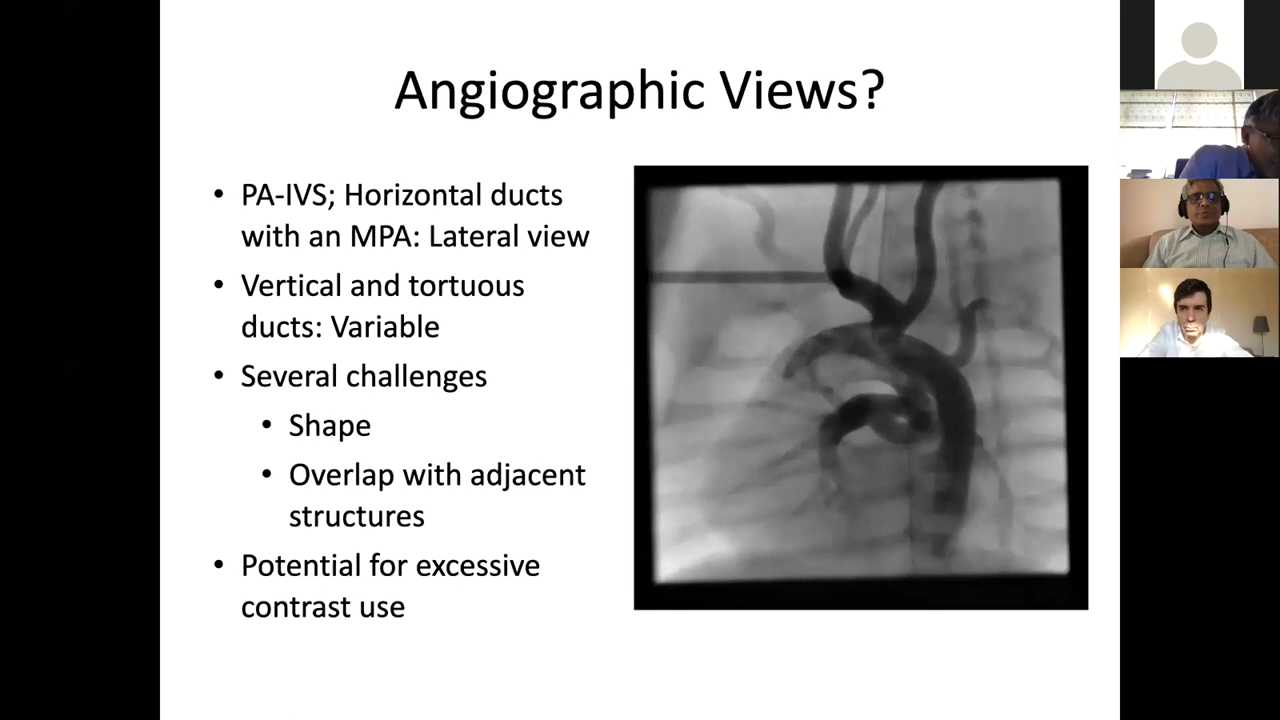 Angiographic Views?
• PA-IVS; Horizontal ducts
with an MPA: Lateral view
• Vertical and tortuous
ducts: Variable
• Several challenges
• Shape
• Overlap with adjacent
structures
• Potential for excessive
contrast use